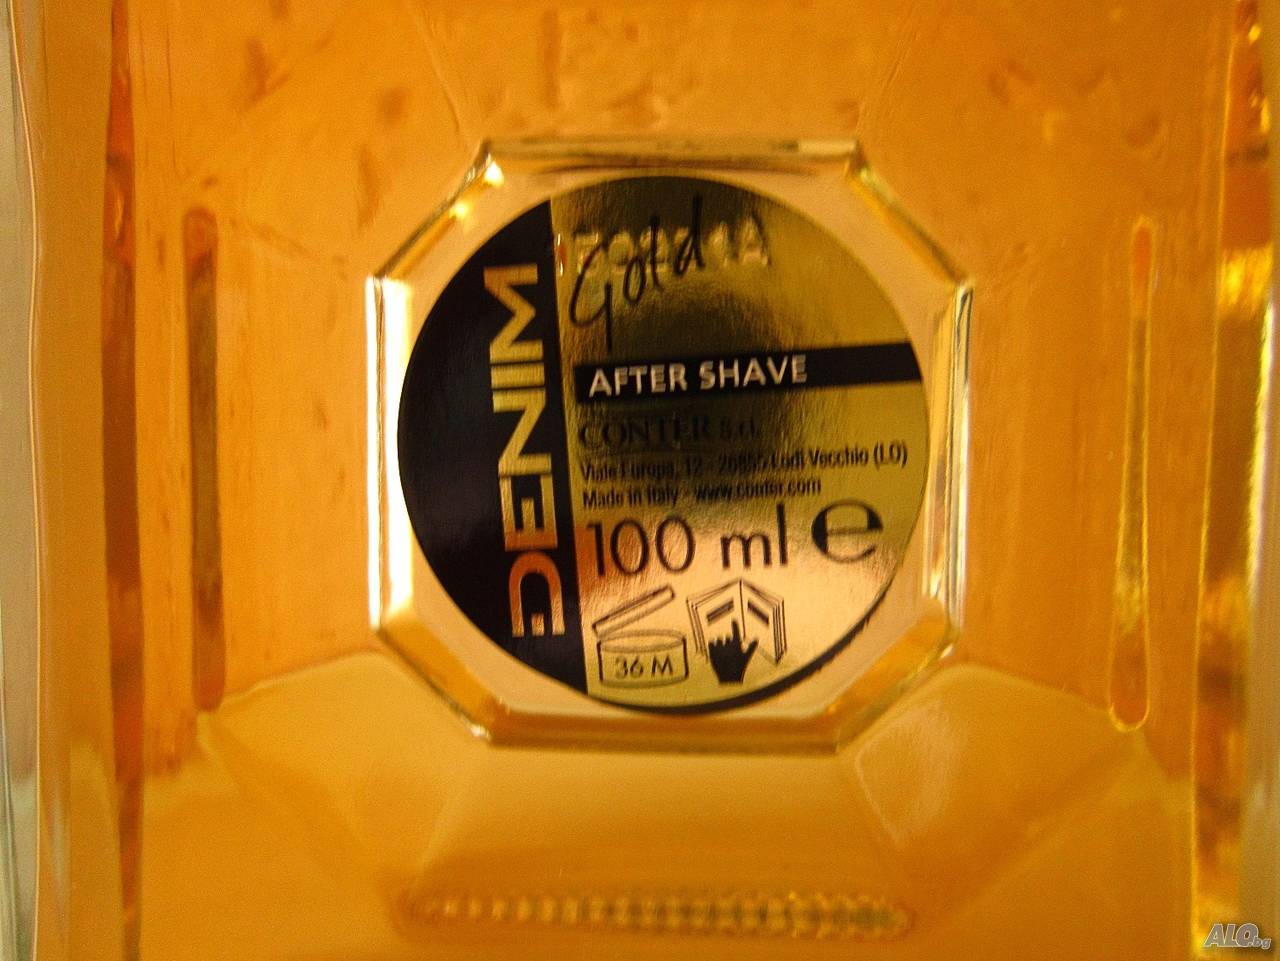 DENIM
Gold
AFTER SHAVE
CONTER S.r.l.
Viale Europa, 12 - 26855 Lodi Vecchio (LO)
Made in Italy - www.conter.com
100 ml e
36 M
ALO.bg